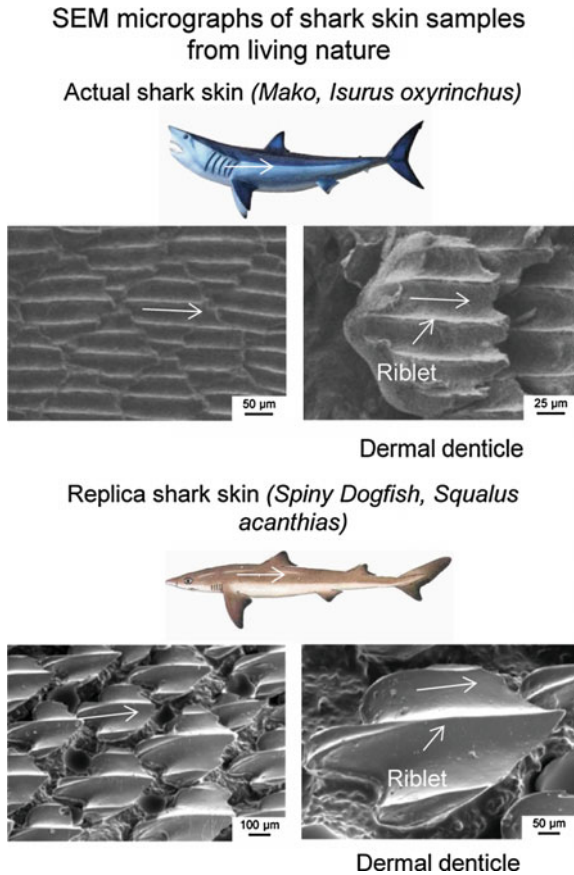 SEM micrographs of shark skin samples
from living nature
Actual shark skin (Mako, Isurus oxyrinchus)
50 µm
Riblet
25 µm
Dermal denticle
Replica shark skin (Spiny Dogfish, Squalus
acanthias)
100 µm
Riblet
50 µm
Dermal denticle